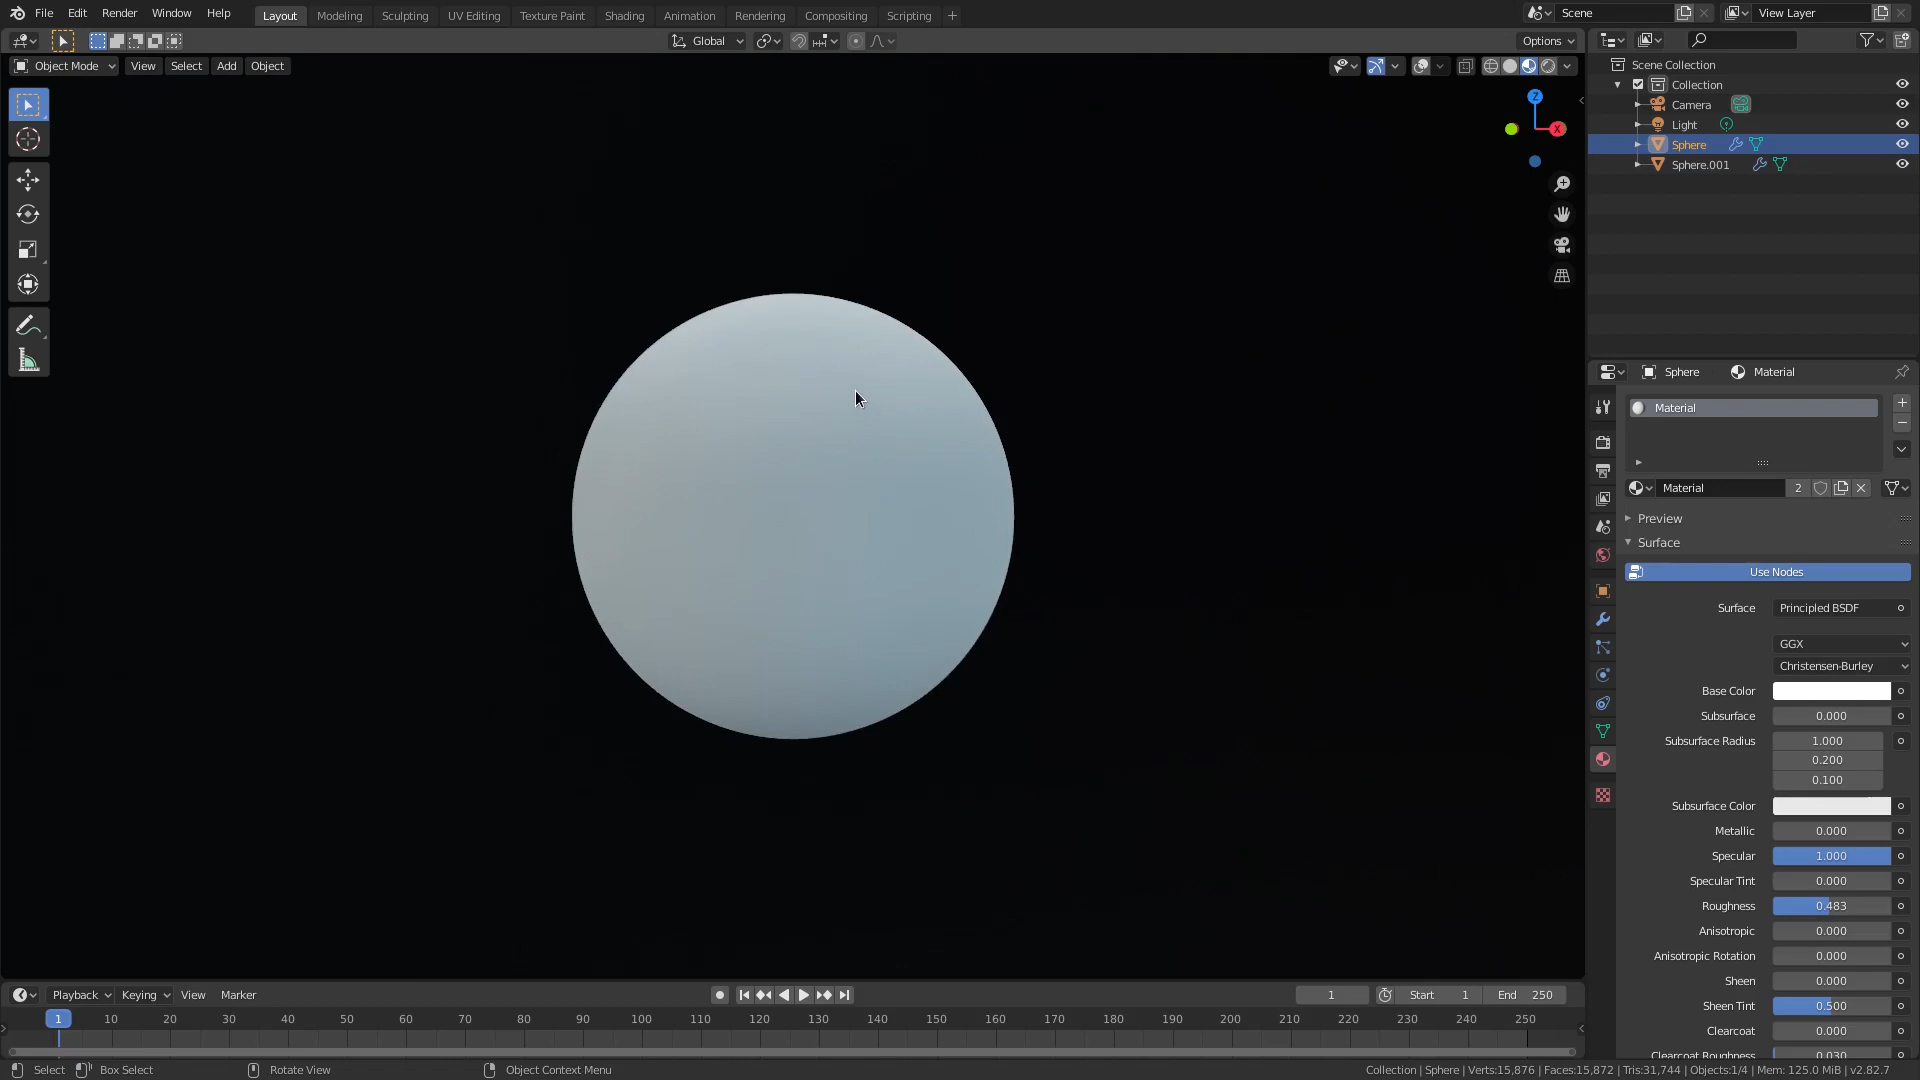 File Edit Render Window Help Layout Modeling Sculpting UV Editing Texture Paint Shading Animation Rendering Compositing Scripting + Scene View Layer
Global Options
Object Mode View Select Add Object
Z
X
Scene Collection
Collection
Camera
Light
Sphere
Sphere.001
Sphere Material
Material
Material 2
Preview
Surface
Use Nodes
Surface Principled BSDF
GGX
Christensen-Burley
Base Color
Subsurface 0.000
Subsurface Radius 1.000
0.200
0.100
Subsurface Color
Metallic 0.000
Specular 1.000
Specular Tint 0.000
Roughness 0.483
Anisotropic 0.000
Anisotropic Rotation 0.000
Sheen 0.000
Sheen Tint 0.500
Clearcoat 0.000
Clearcoat Roughness 0.030
Playback Keying View Marker 1 Start 1 End 250
1 10 20 30 40 50 60 70 80 90 100 110 120 130 140 150 160 170 180 190 200 210 220 230 240 250
Select Box Select Rotate View Object Context Menu Collection | Sphere | Verts:15,876 | Faces:15,872 | Tris:31,744 | Objects:1/4 | Mem: 125.0 MiB | v2.82.7